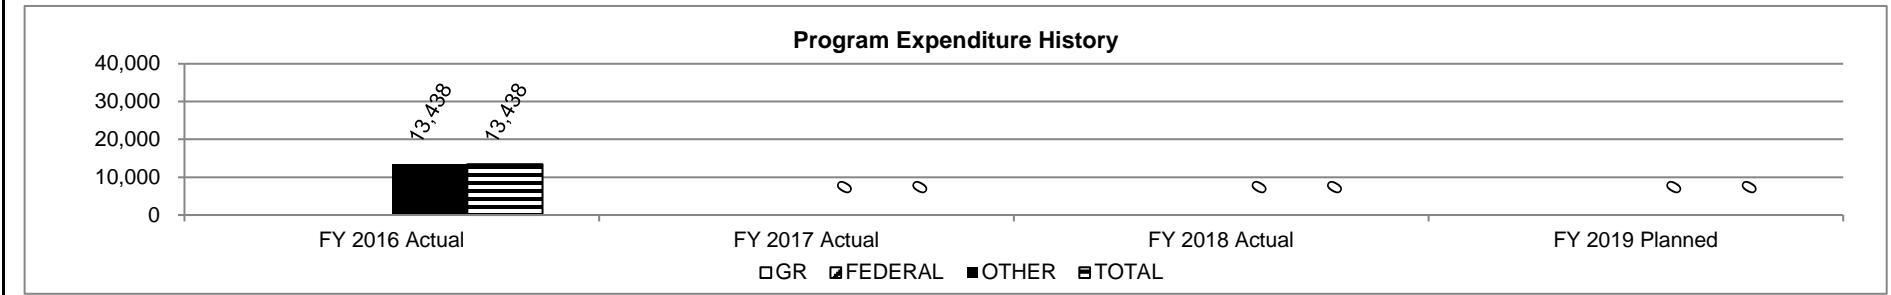 Program Expenditure History
40,000
30,000
20,000
10,000
0
13,438
13,438
0
0
0
0
0
0
FY 2016 Actual
FY 2017 Actual
FY 2018 Actual
FY 2019 Planned
GR FEDERAL OTHER TOTAL